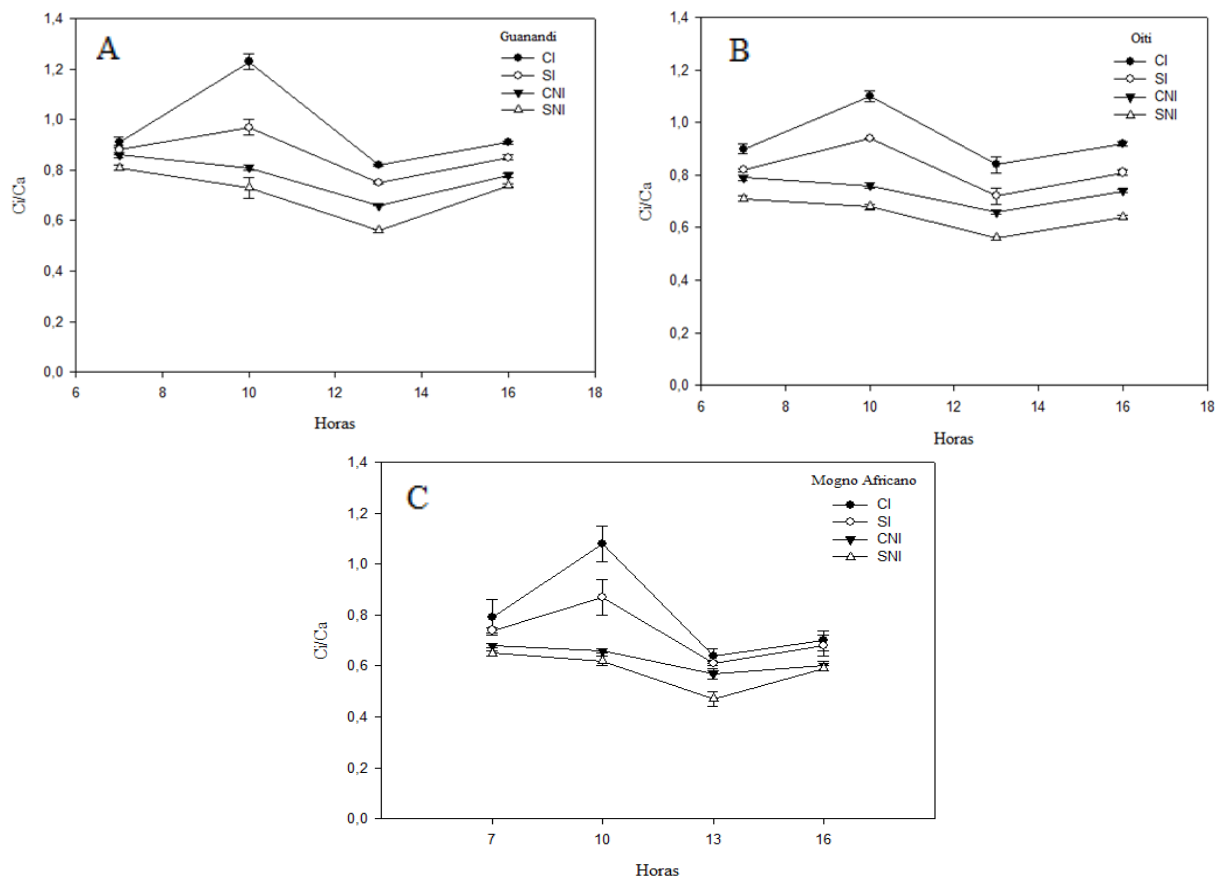 A
Guanandi
CI
SI
CNI
SNI
1,4
1,2
1,0
0,8
0,6
0,4
0,2
0,0
Ci/Ca
6 8 10 12 14 16 18
Horas
B
Oiti
CI
SI
CNI
SNI
1,4
1,2
1,0
0,8
0,6
0,4
0,2
0,0
Ci/Ca
6 8 10 12 14 16 18
Horas
C
Mogno Africano
CI
SI
CNI
SNI
1,4
1,2
1,0
0,8
0,6
0,4
0,2
0,0
Ci/Ca
7 10 13 16
Horas